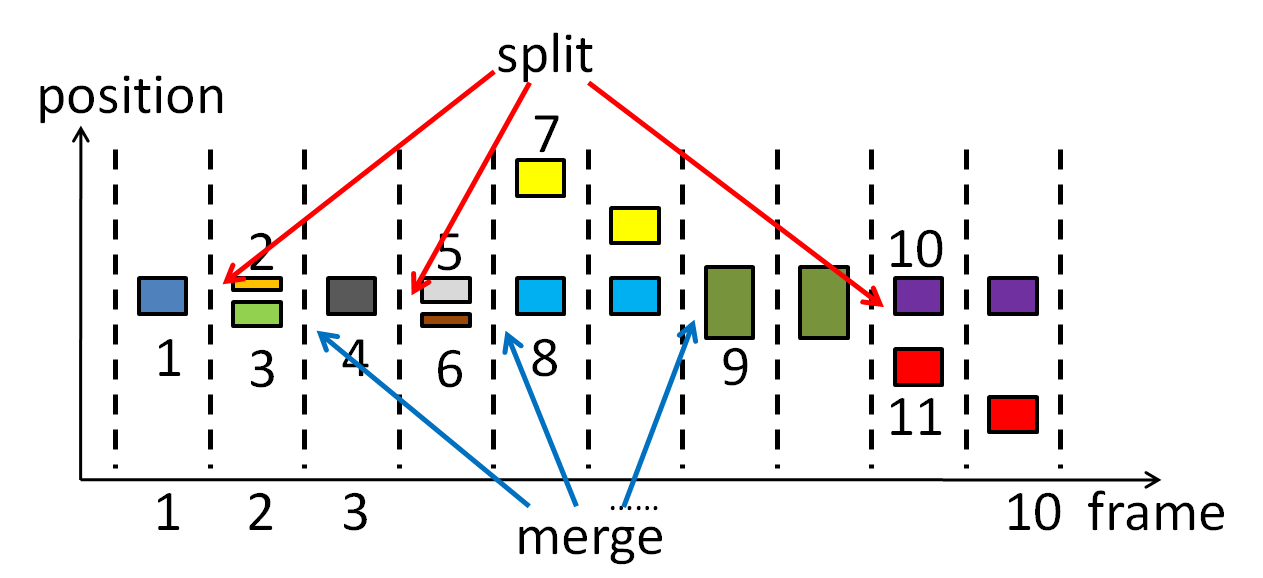 split
position
7
2
5
10
1
3
4
6
8
9
11
1 2 3 ...... 10 frame
merge